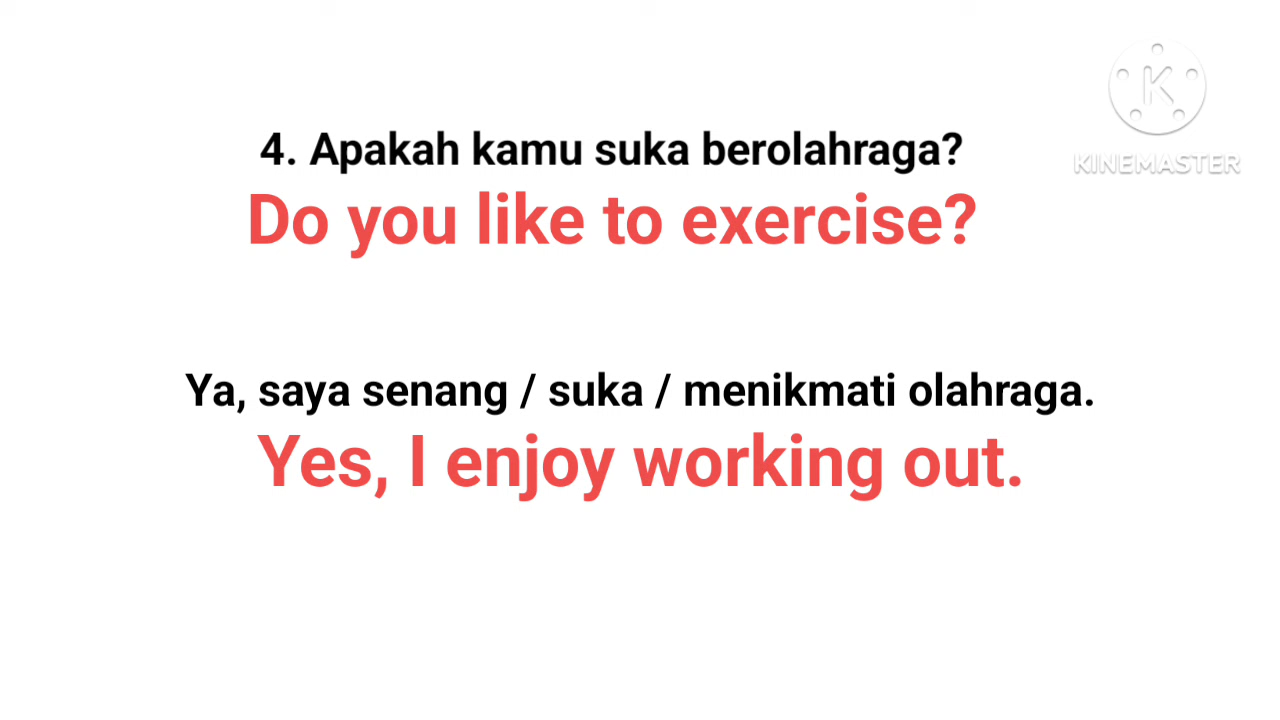 KINEMASTER
4. Apakah kamu suka berolahraga?
Do you like to exercise?
Ya, saya senang / suka / menikmati olahraga.
Yes, I enjoy working out.